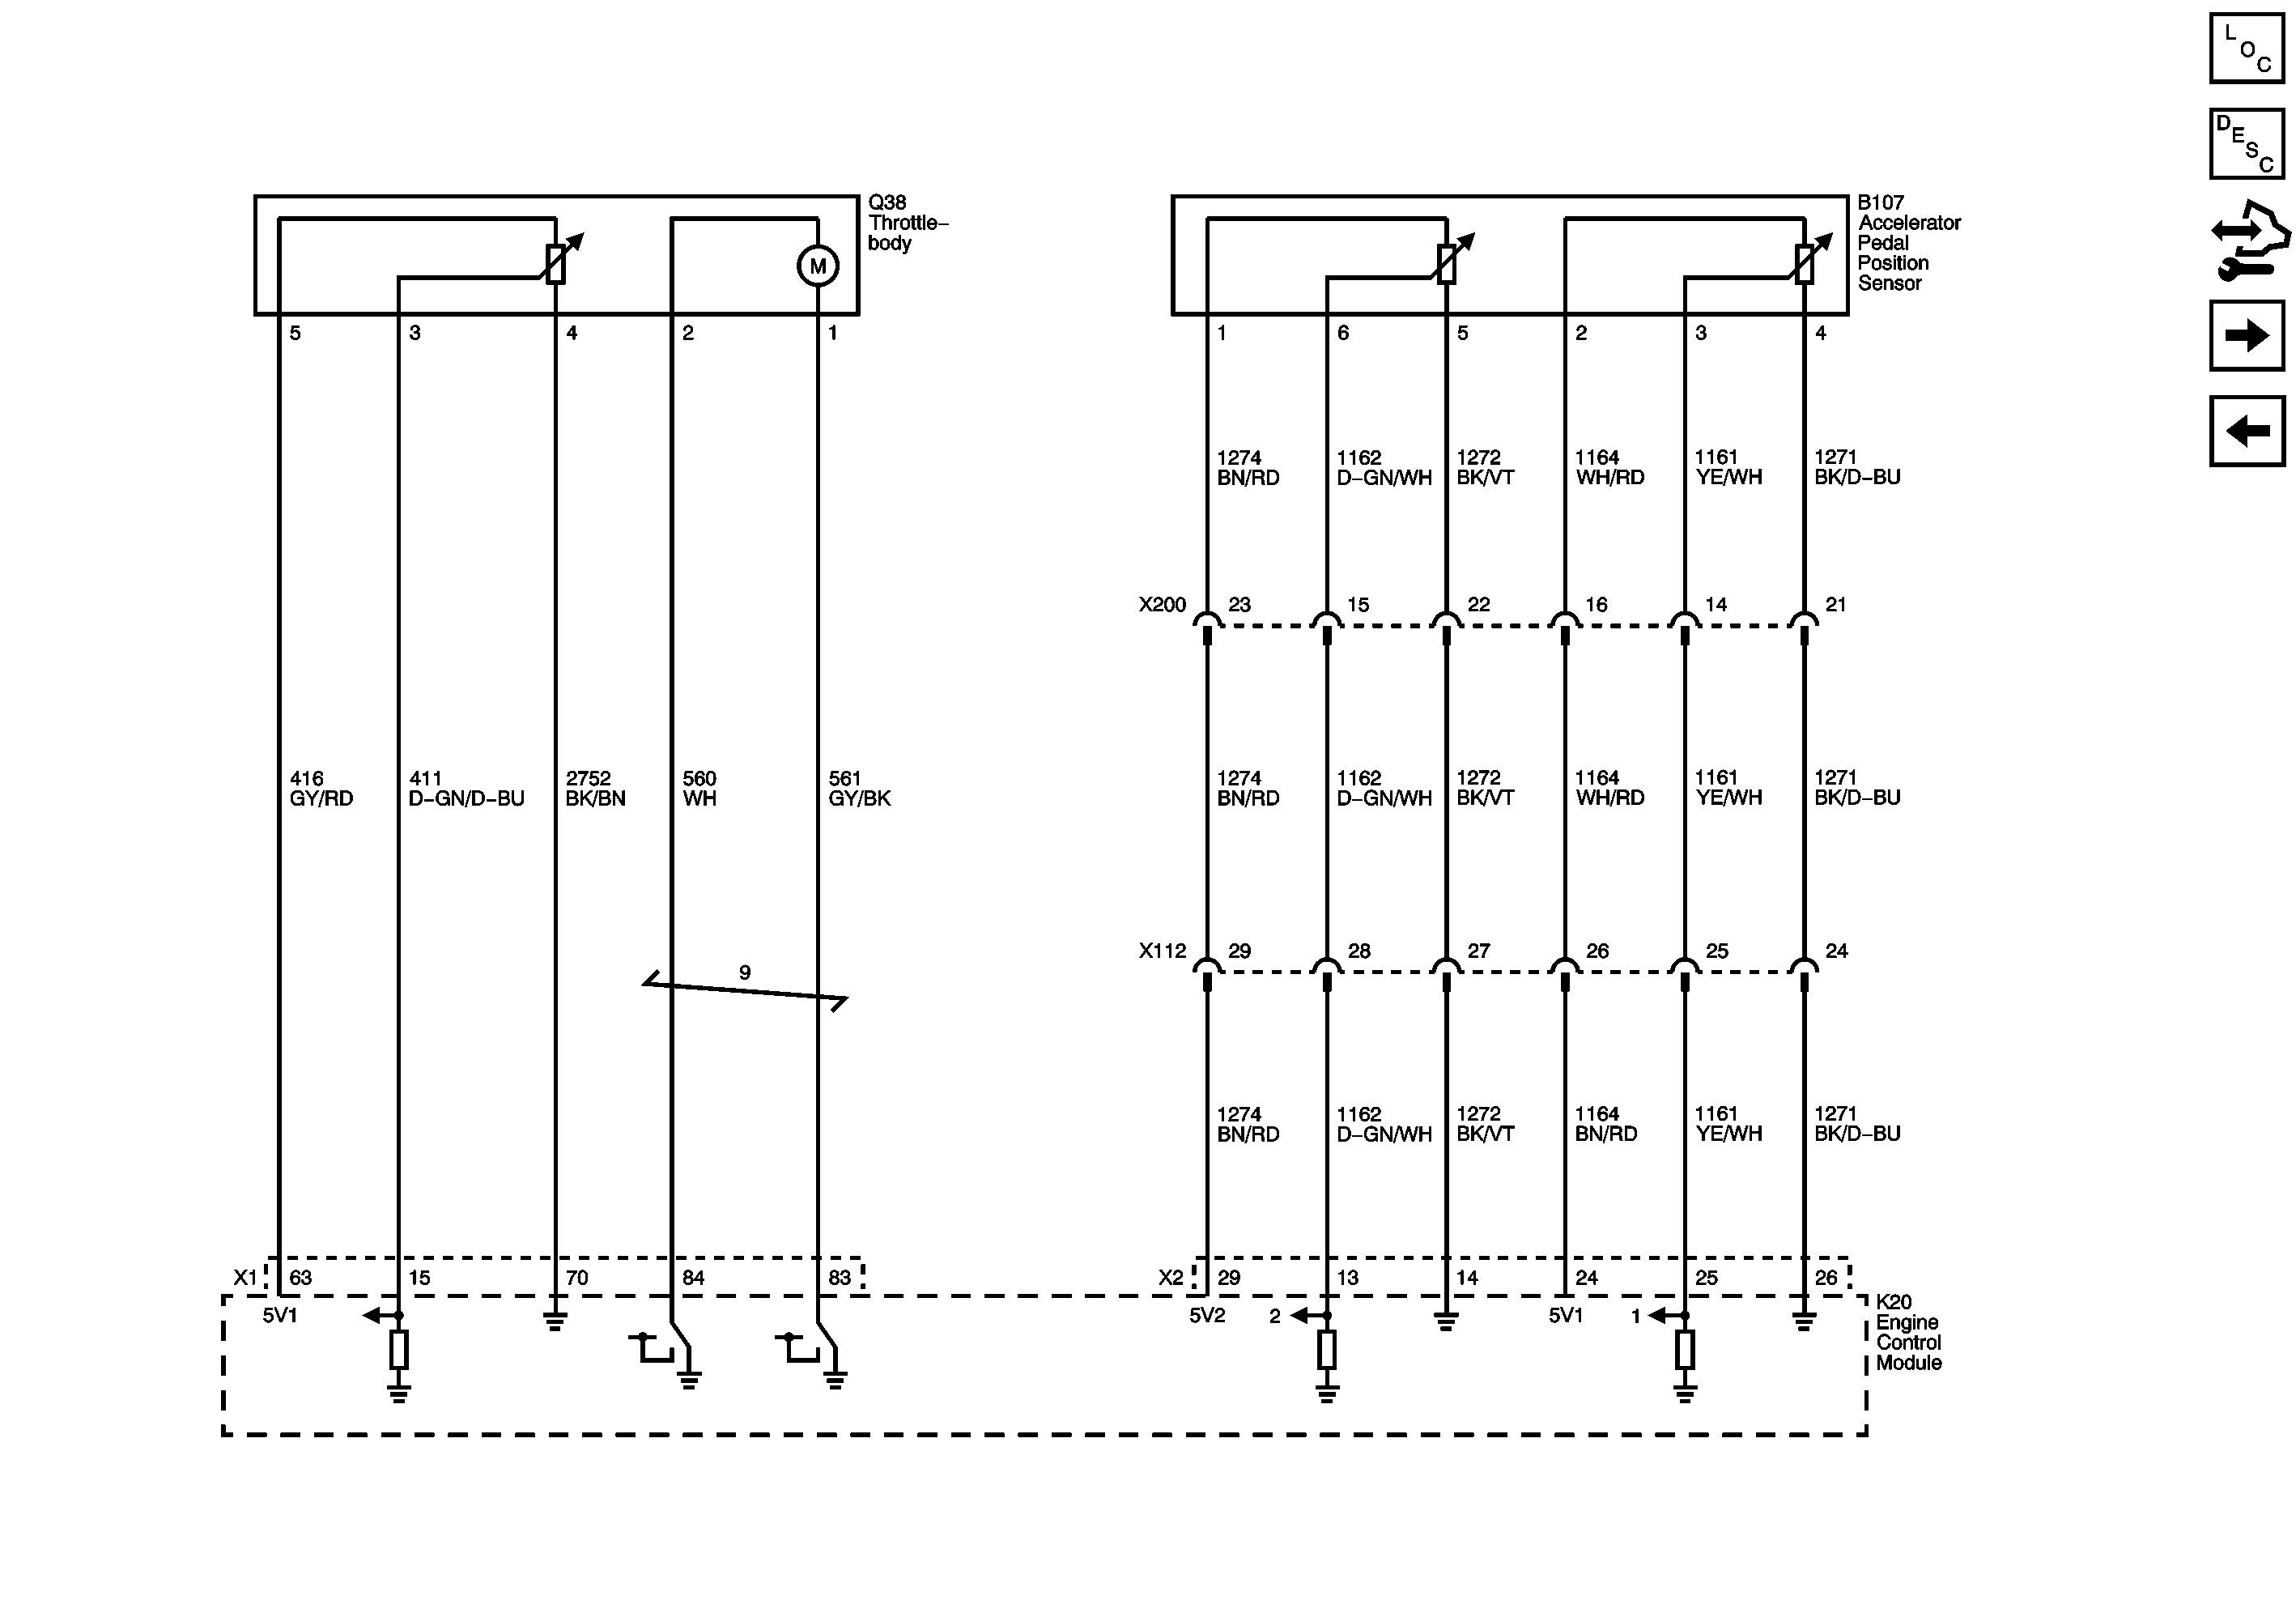 L
O
C
D
E
S
C
Q38
Throttle–
body
M
B107
Accelerator
Pedal
Position
Sensor
5 3 4 2 1
1 6 5 2 3 4
1274 1162 1272 1164 1161 1271
BN/RD D–GN/WH BK/VT WH/RD YE/WH BK/D–BU
X200 23 15 22 16 14 21
416 411 2752 560 561
GY/RD D–GN/D–BU BK/BN WH GY/BK
1274 1162 1272 1164 1161 1271
BN/RD D–GN/WH BK/VT WH/RD YE/WH BK/D–BU
9
X112 29 28 27 26 25 24
1274 1162 1272 1164 1161 1271
BN/RD D–GN/WH BK/VT BN/RD YE/WH BK/D–BU
X1 63 15 70 84 83
X2 29 13 14 24 25 26
5V1
5V2 2 5V1 1
K20
Engine
Control
Module